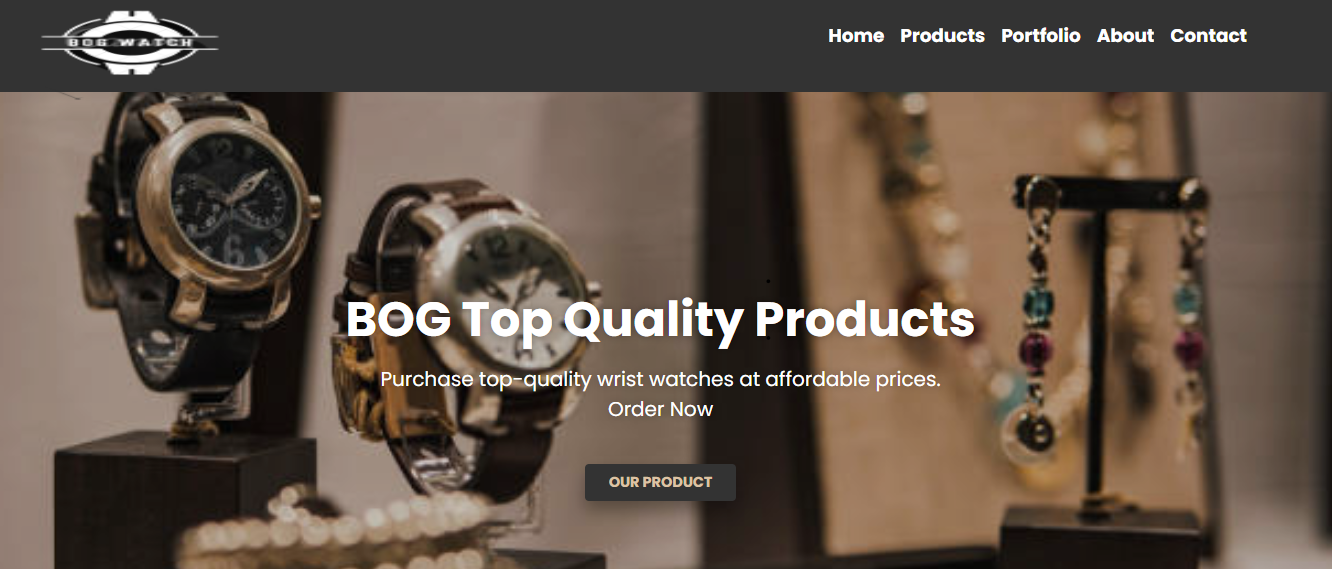 BOG WATCH
Home Products Portfolio About Contact
BOG Top Quality Products
Purchase top-quality wrist watches at affordable prices.
Order Now
OUR PRODUCT